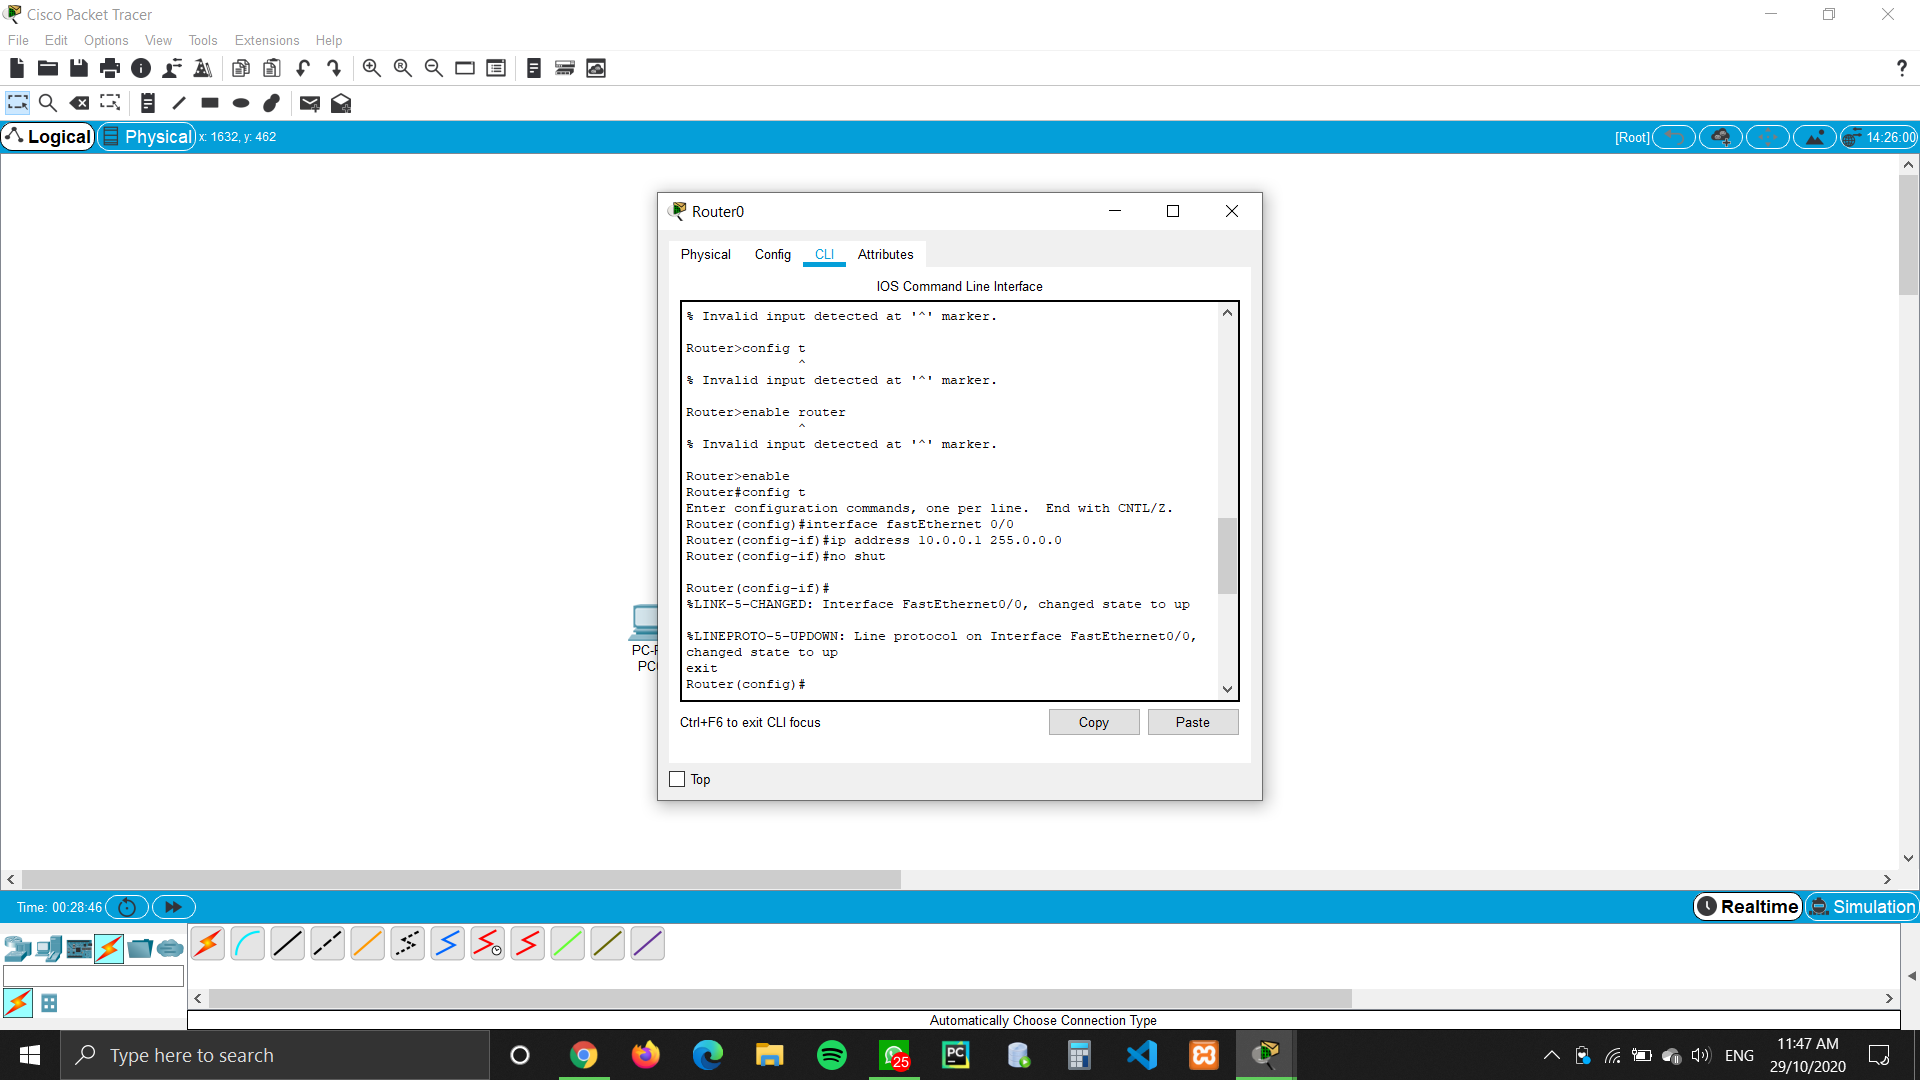 Cisco Packet Tracer
File Edit Options View Tools Extensions Help
?
Logical Physical x: 1632, y: 462 [Root] 14:26:00
Router0
Physical Config CLI Attributes
IOS Command Line Interface
% Invalid input detected at '^' marker.
Router>config t
^
% Invalid input detected at '^' marker.
Router>enable router
^
% Invalid input detected at '^' marker.
Router>enable
Router#config t
Enter configuration commands, one per line.  End with CNTL/Z.
Router(config)#interface fastEthernet 0/0
Router(config-if)#ip address 10.0.0.1 255.0.0.0
Router(config-if)#no shut
Router(config-if)#
%LINK-5-CHANGED: Interface FastEthernet0/0, changed state to up
%LINEPROTO-5-UPDOWN: Line protocol on Interface FastEthernet0/0,
changed state to up
exit
Router(config)#
PC-
PC
Ctrl+F6 to exit CLI focus Copy Paste
Top
Time: 00:28:46 Realtime Simulation
Automatically Choose Connection Type
Type here to search 25 PC ENG 11:47 AM
29/10/2020